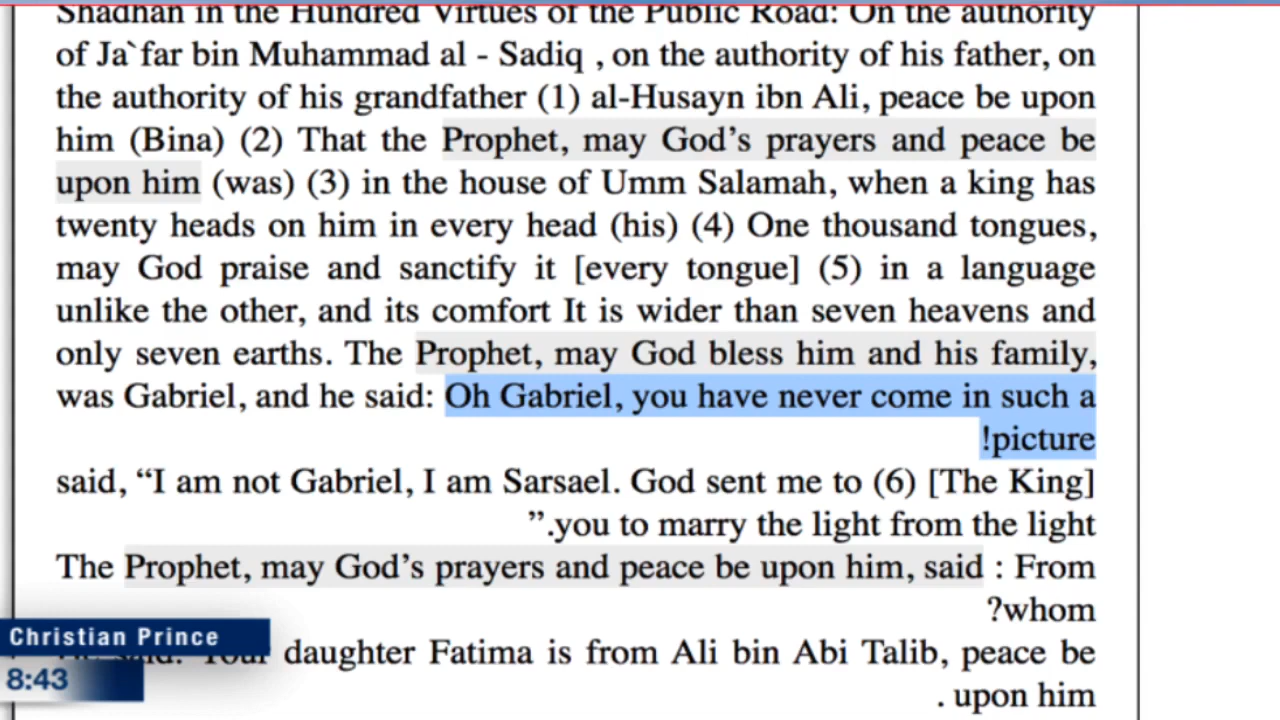 Shadhan in the Hundred Virtues of the Public Road: On the authority
of Ja`far bin Muhammad al - Sadiq , on the authority of his father, on
the authority of his grandfather (1) al-Husayn ibn Ali, peace be upon
him (Bina) (2) That the Prophet, may God’s prayers and peace be
upon him (was) (3) in the house of Umm Salamah, when a king has
twenty heads on him in every head (his) (4) One thousand tongues,
may God praise and sanctify it [every tongue] (5) in a language
unlike the other, and its comfort It is wider than seven heavens and
only seven earths. The Prophet, may God bless him and his family,
was Gabriel, and he said: Oh Gabriel, you have never come in such a
!picture
said, “I am not Gabriel, I am Sarsael. God sent me to (6) [The King]
”.you to marry the light from the light
The Prophet, may God’s prayers and peace be upon him, said : From
?whom
said: Your daughter Fatima is from Ali bin Abi Talib, peace be
. upon him
Christian Prince
8:43